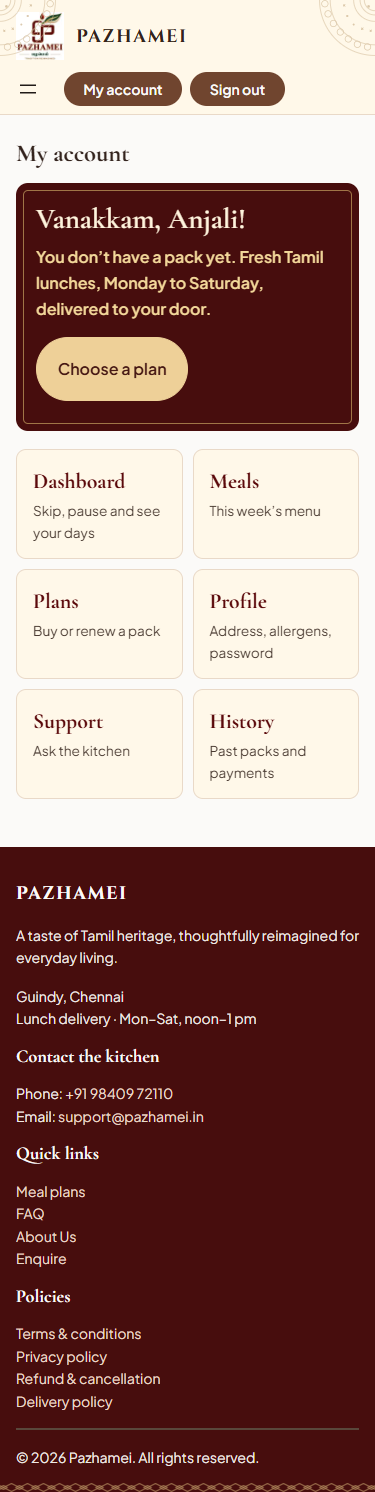 PAZHAMEI
PAZHAMEI
My account
Sign out
My account
Vanakkam, Anjali!
You don’t have a pack yet. Fresh Tamil
lunches, Monday to Saturday,
delivered to your door.
Choose a plan
Dashboard
Skip, pause and see
your days
Meals
This week’s menu
Plans
Buy or renew a pack
Profile
Address, allergens,
password
Support
Ask the kitchen
History
Past packs and
payments
PAZHAMEI
A taste of Tamil heritage, thoughtfully reimagined for
everyday living.
Guindy, Chennai
Lunch delivery · Mon–Sat, noon–1 pm
Contact the kitchen
Phone: +91 98409 72110
Email: support@pazhamei.in
Quick links
Meal plans
FAQ
About Us
Enquire
Policies
Terms & conditions
Privacy policy
Refund & cancellation
Delivery policy
© 2026 Pazhamei. All rights reserved.